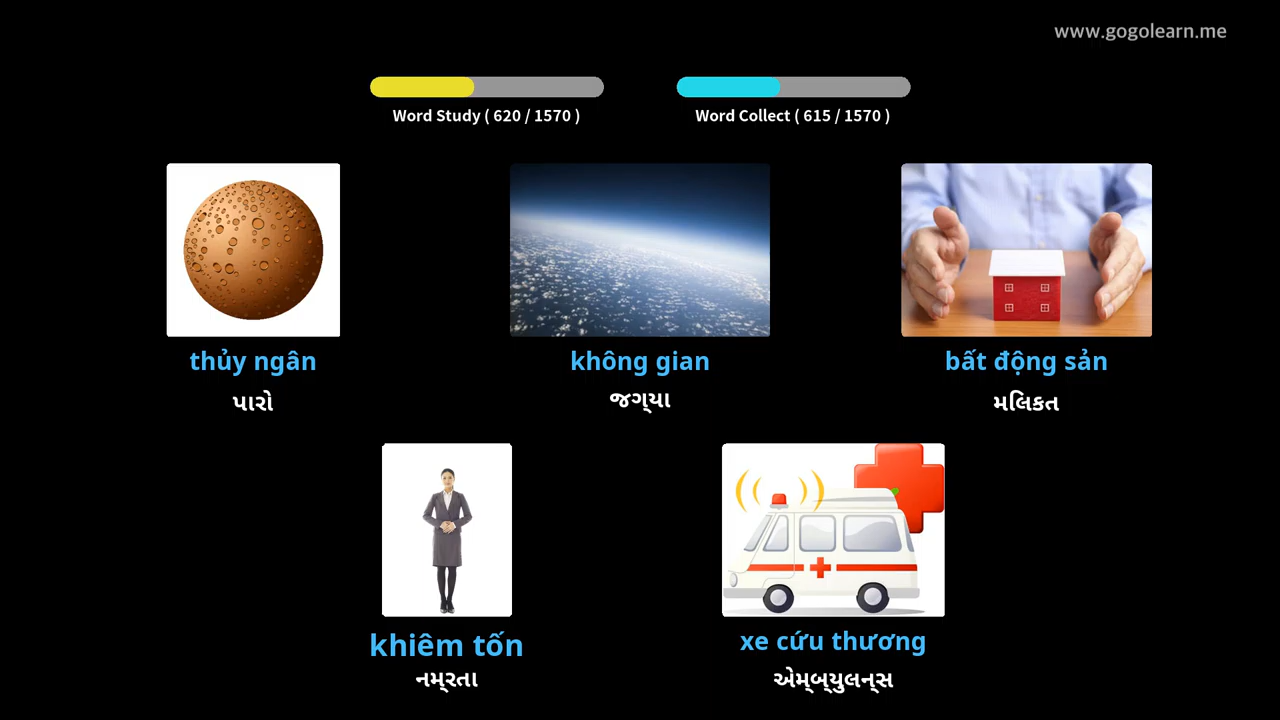 www.gogolearn.me
Word Study ( 620 / 1570 )
Word Collect ( 615 / 1570 )
thủy ngân
không gian
bất động sản
પારો
જગ્યા
મલિકત
khiêm tốn
xe cứu thương
નમ્રતા
એમ્બ્યુલન્સ